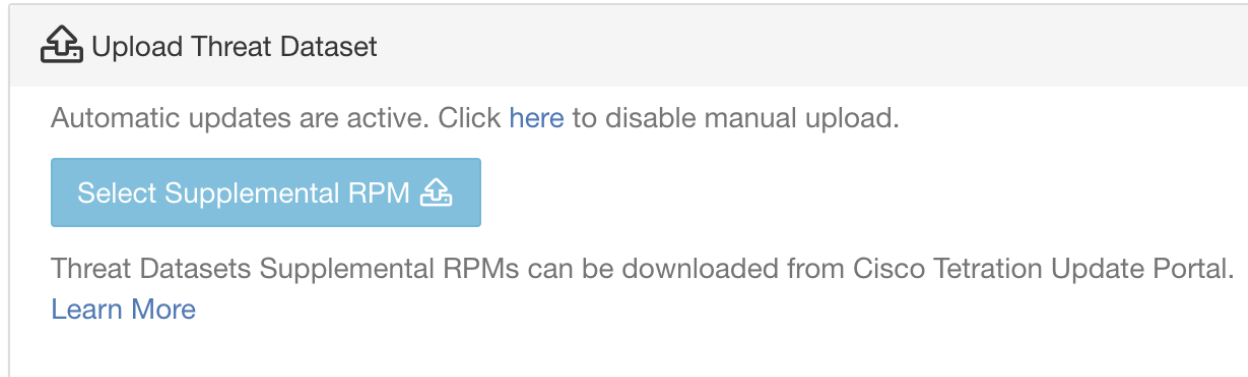 Upload Threat Dataset
Automatic updates are active. Click here to disable manual upload.
Select Supplemental RPM
Threat Datasets Supplemental RPMs can be downloaded from Cisco Tetration Update Portal.
Learn More